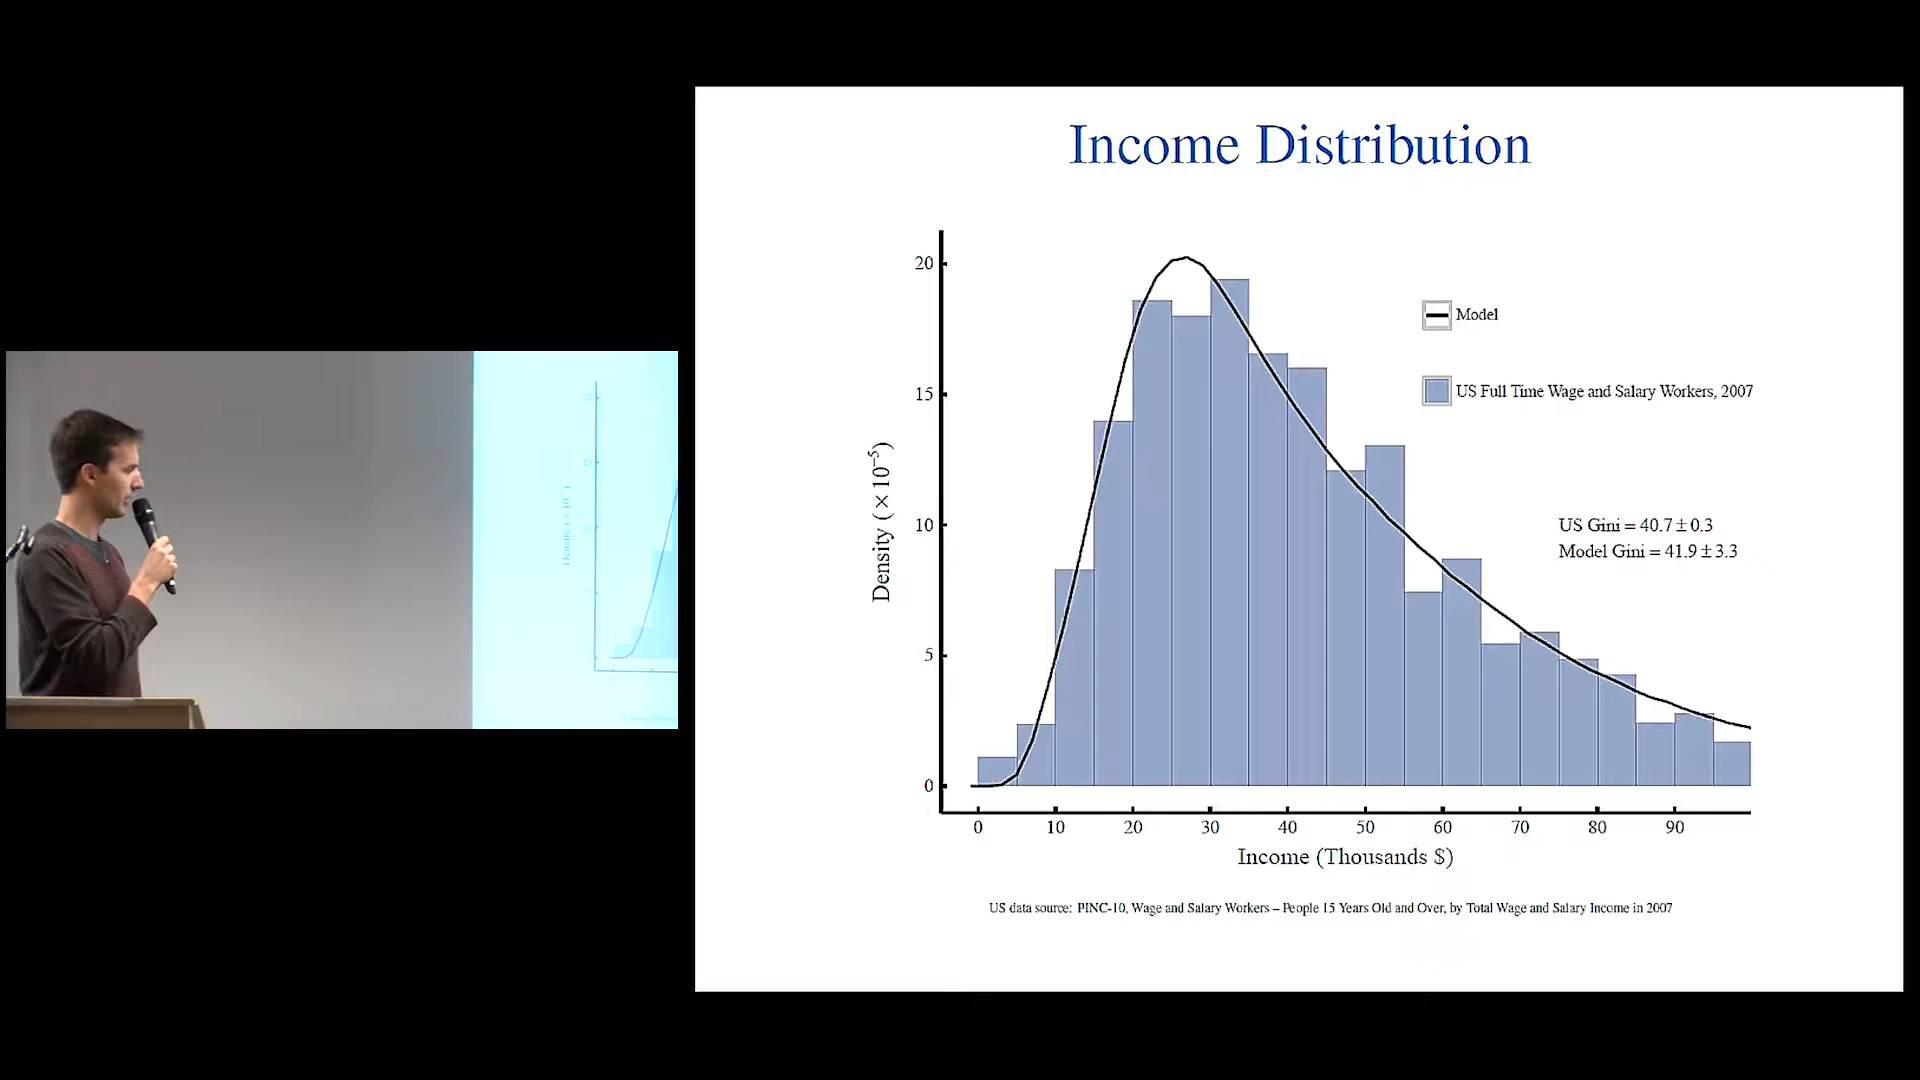 Income Distribution
20
15
10
5
0
Density (×10⁻⁵)
Model
US Full Time Wage and Salary Workers, 2007
US Gini = 40.7 ± 0.3
Model Gini = 41.9 ± 3.3
0 10 20 30 40 50 60 70 80 90
Income (Thousands $)
US data source: PINC-10, Wage and Salary Workers – People 15 Years Old and Over, by Total Wage and Salary Income in 2007